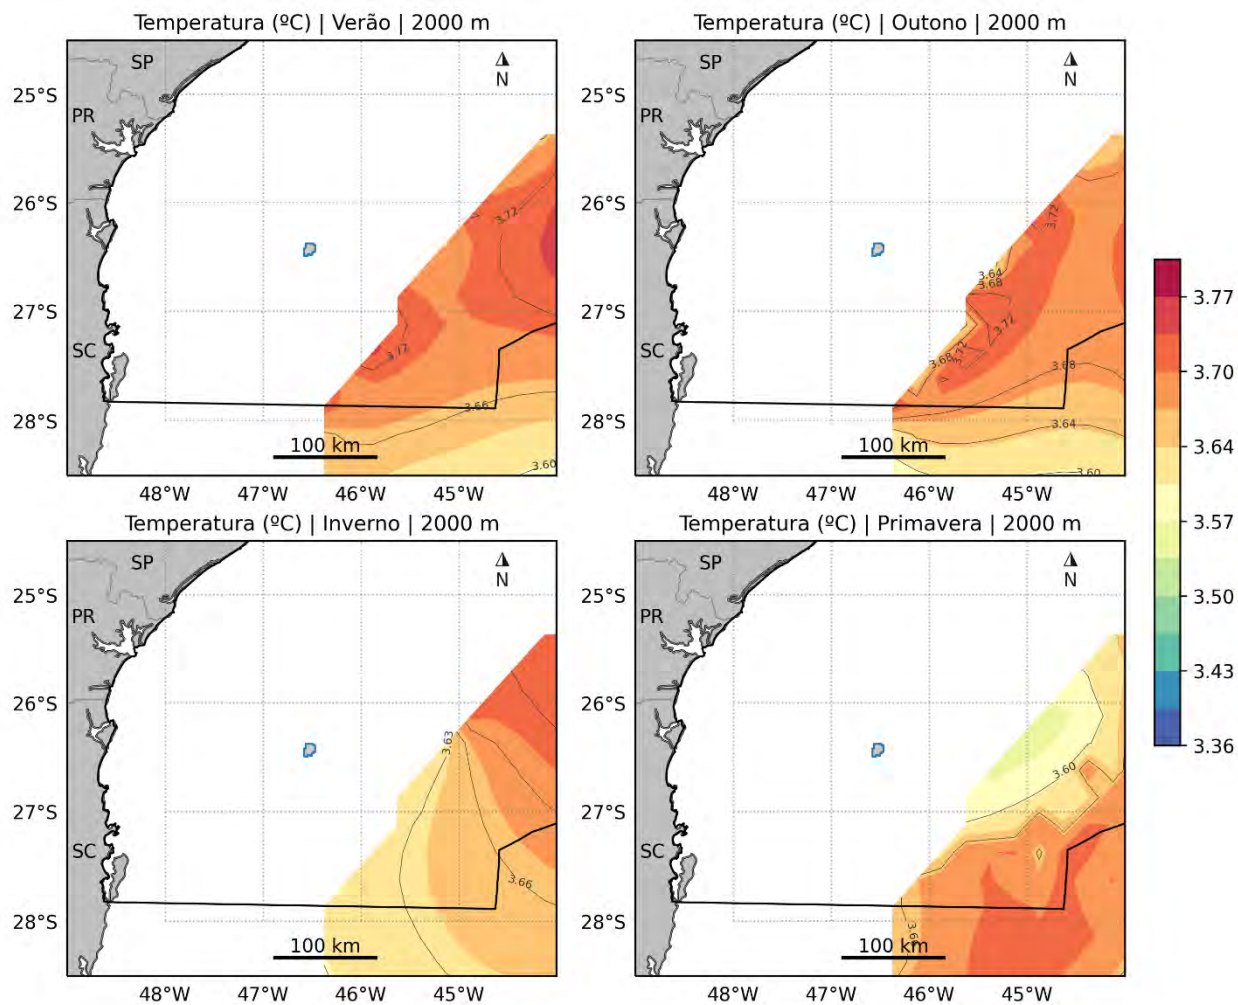 Temperatura (ºC) | Verão | 2000 m
SP
N
PR
SC
25°S
26°S
27°S
28°S
3.72
3.72
3.66
3.60
100 km
48°W 47°W 46°W 45°W
Temperatura (ºC) | Outono | 2000 m
SP
N
PR
SC
25°S
26°S
27°S
28°S
3.72
3.64
3.68
3.72
3.72
3.68
3.68
3.64
3.60
100 km
48°W 47°W 46°W 45°W
Temperatura (ºC) | Inverno | 2000 m
SP
N
PR
SC
25°S
26°S
27°S
28°S
3.63
3.66
100 km
48°W 47°W 46°W 45°W
Temperatura (ºC) | Primavera | 2000 m
SP
N
PR
SC
25°S
26°S
27°S
28°S
3.60
100 km
48°W 47°W 46°W 45°W
3.77
3.70
3.64
3.57
3.50
3.43
3.36